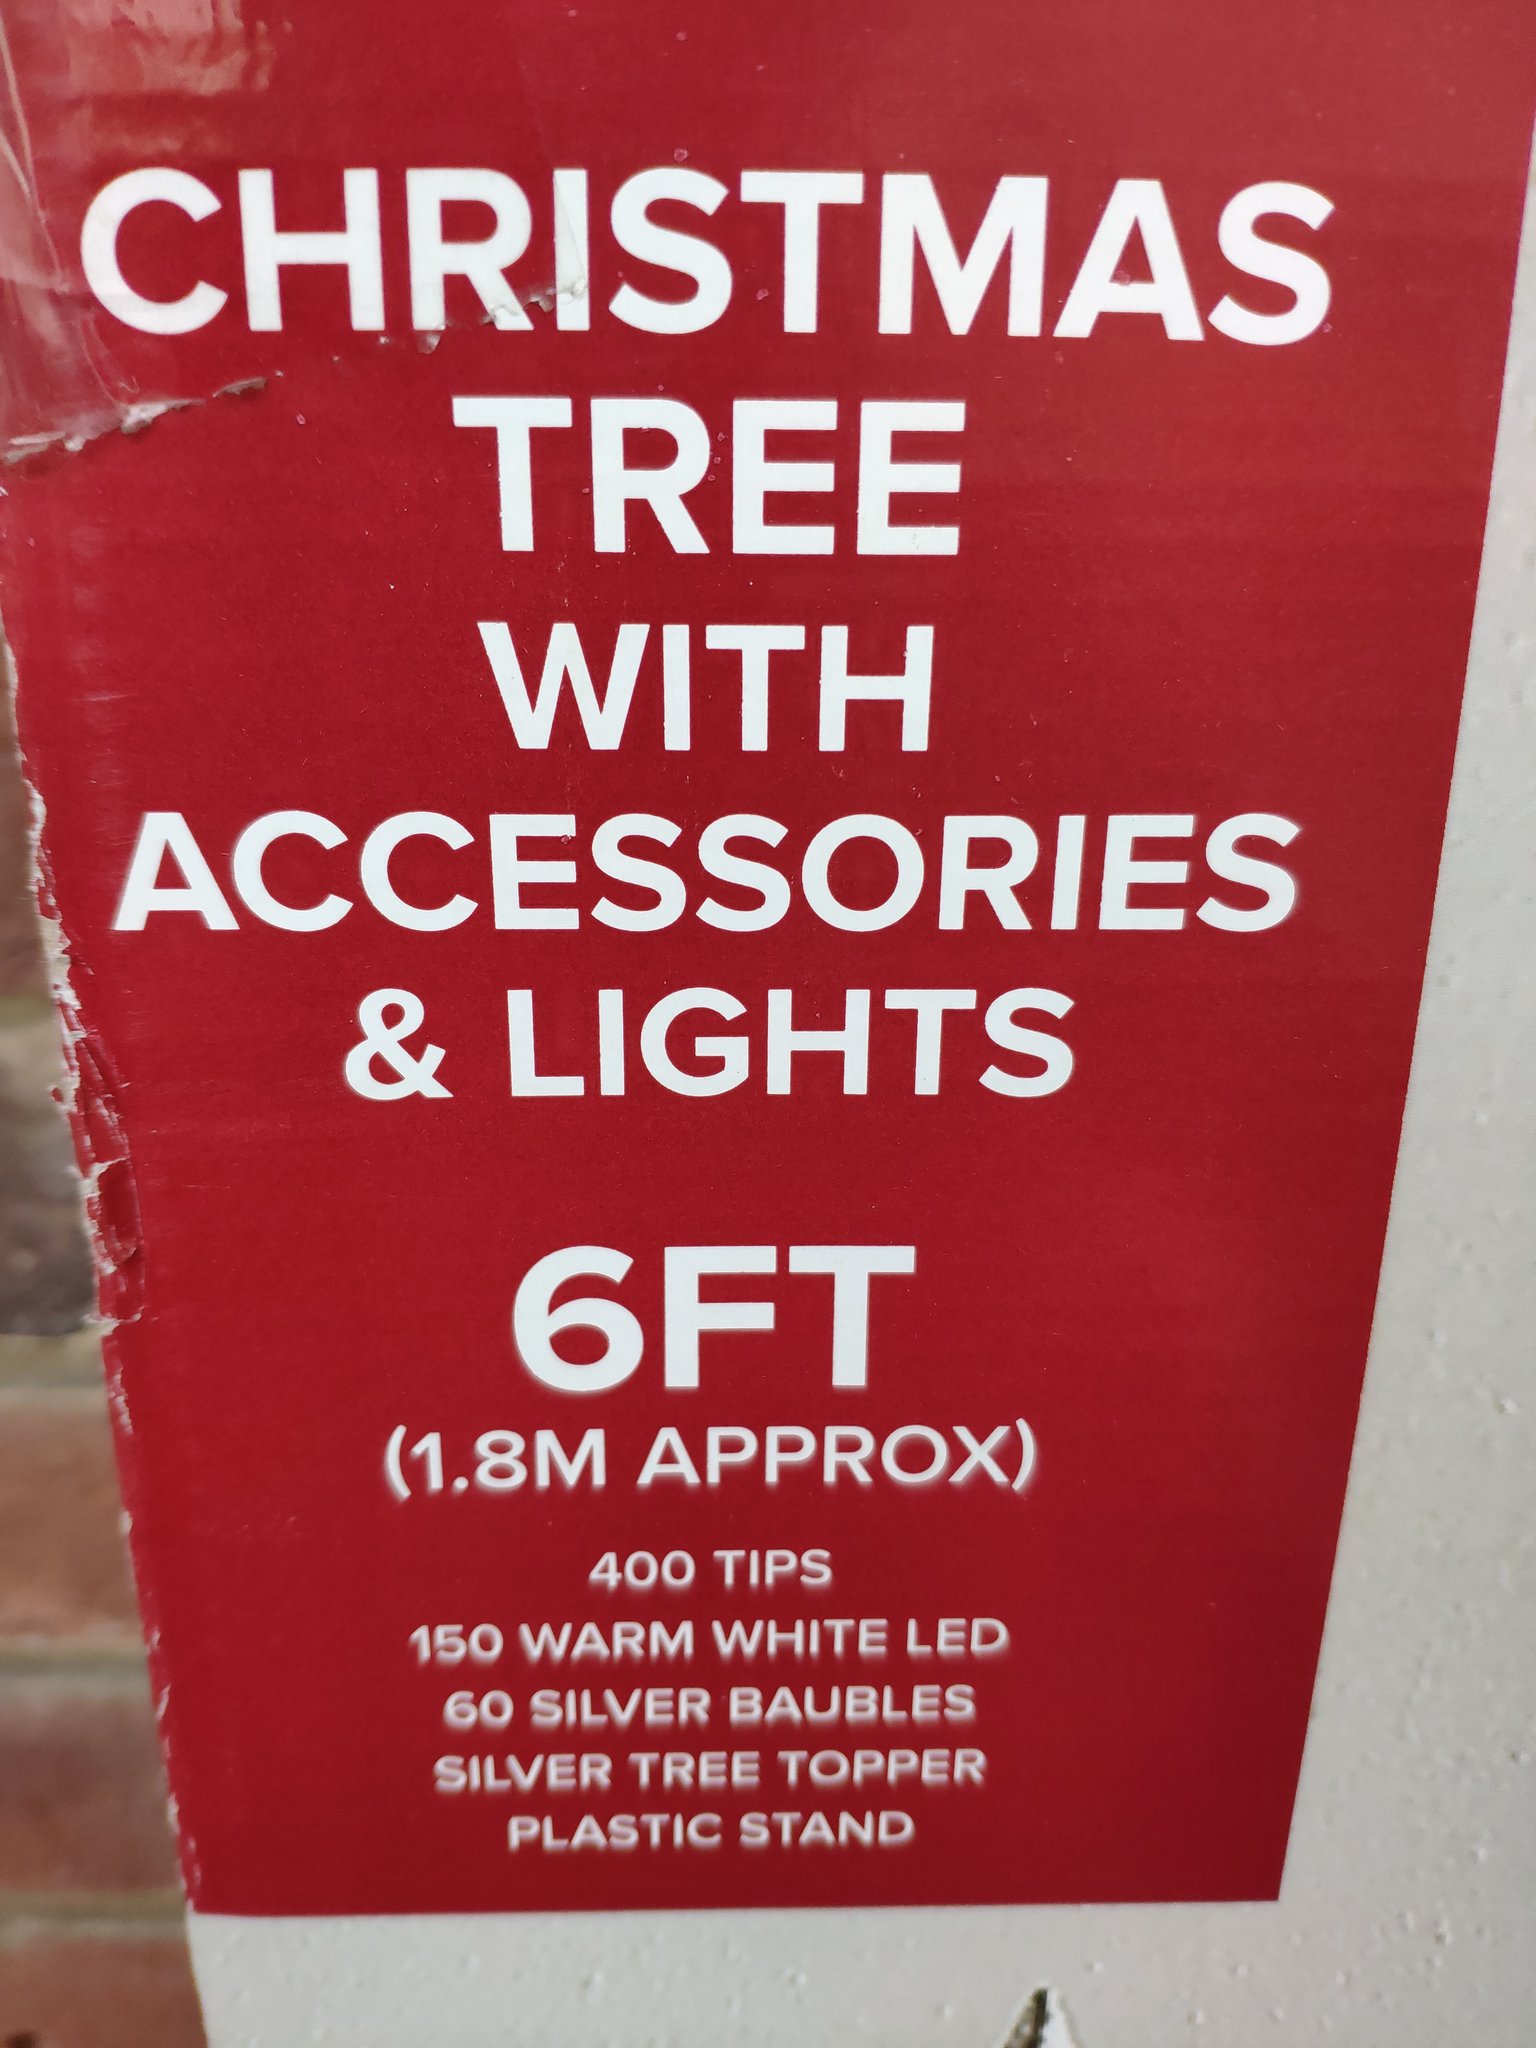 CHRISTMAS
TREE
WITH
ACCESSORIES
& LIGHTS
6FT
(1.8M APPROX)
400 TIPS
150 WARM WHITE LED
60 SILVER BAUBLES
SILVER TREE TOPPER
PLASTIC STAND